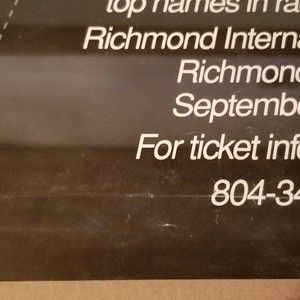 top names in ra
Richmond Interna
Richmond
Septembe
For ticket info
804-34